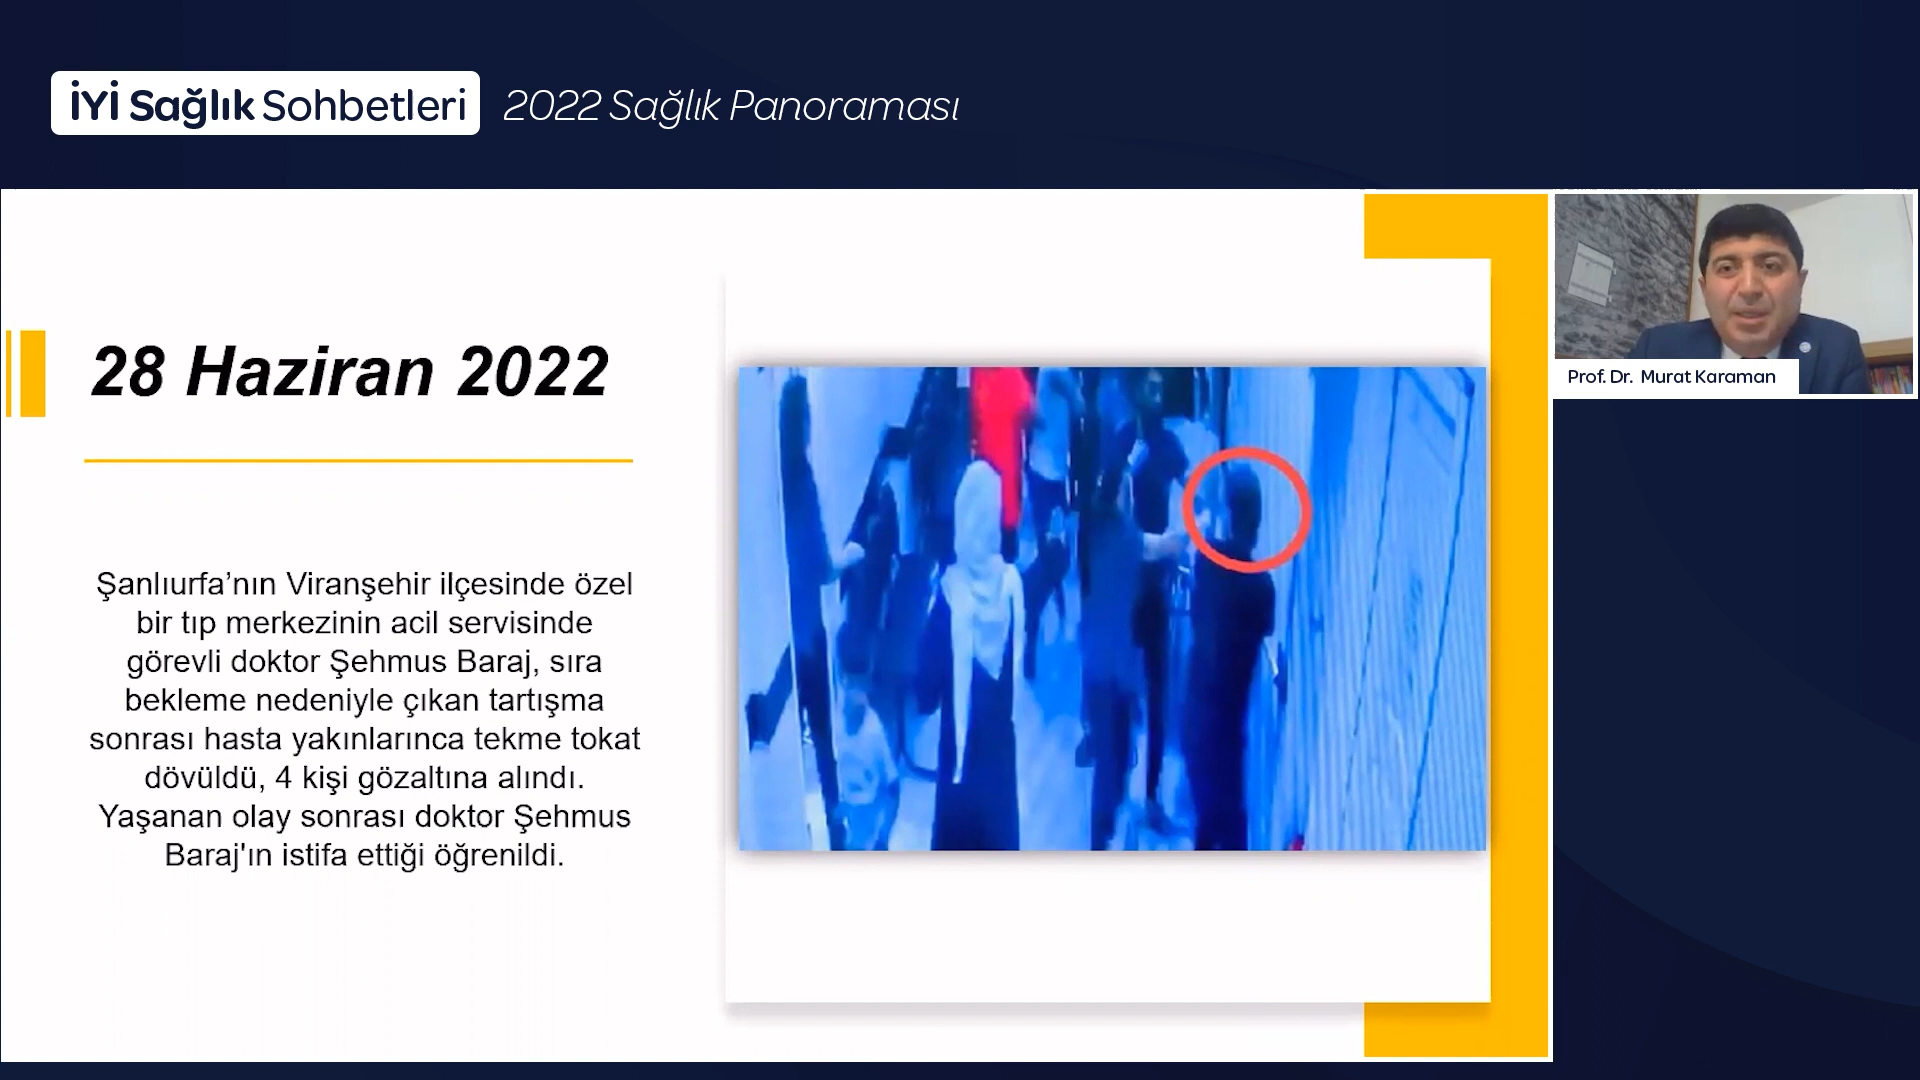 İYİ Sağlık Sohbetleri 2022 Sağlık Panoraması
28 Haziran 2022
Şanlıurfa’nın Viranşehir ilçesinde özel
bir tıp merkezinin acil servisinde
görevli doktor Şehmus Baraj, sıra
bekleme nedeniyle çıkan tartışma
sonrası hasta yakınlarınca tekme tokat
dövüldü, 4 kişi gözaltına alındı.
Yaşanan olay sonrası doktor Şehmus
Baraj'ın istifa ettiği öğrenildi.
Prof. Dr. Murat Karaman